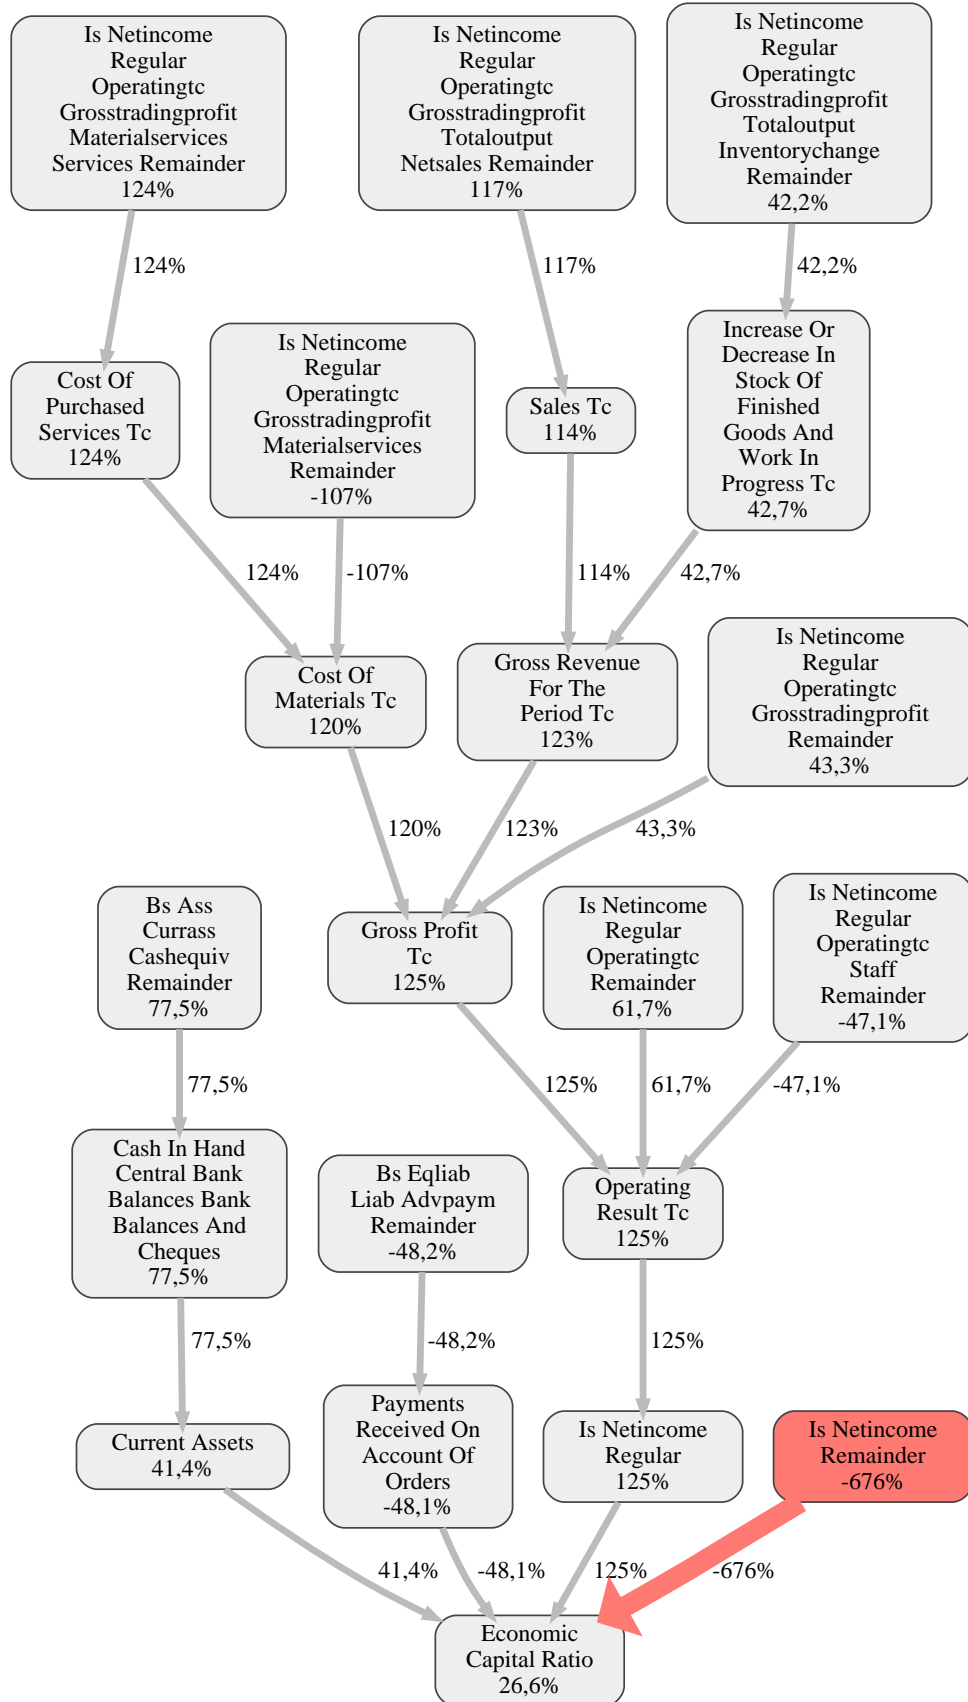 Is Netincome
Regular
Operatingtc
Grosstradingprofit
Materialservices
Services Remainder
124%
Is Netincome
Regular
Operatingtc
Grosstradingprofit
Totaloutput
Netsales Remainder
117%
Is Netincome
Regular
Operatingtc
Grosstradingprofit
Totaloutput
Inventorychange
Remainder
42,2%
124%
117%
42,2%
Cost Of
Purchased
Services Tc
124%
Is Netincome
Regular
Operatingtc
Grosstradingprofit
Materialservices
Remainder
-107%
Sales Tc
114%
Increase Or
Decrease In
Stock Of
Finished
Goods And
Work In
Progress Tc
42,7%
124%
-107%
114%
42,7%
Cost Of
Materials Tc
120%
Gross Revenue
For The
Period Tc
123%
Is Netincome
Regular
Operatingtc
Grosstradingprofit
Remainder
43,3%
120%
123%
43,3%
Bs Ass
Currass
Cashequiv
Remainder
77,5%
Gross Profit
Tc
125%
Is Netincome
Regular
Operatingtc
Remainder
61,7%
Is Netincome
Regular
Operatingtc
Staff
Remainder
-47,1%
77,5%
125%
61,7%
-47,1%
Cash In Hand
Central Bank
Balances Bank
Balances And
Cheques
77,5%
Bs Eqliab
Liab Advpaym
Remainder
-48,2%
Operating
Result Tc
125%
77,5%
-48,2%
125%
Current Assets
41,4%
Payments
Received On
Account Of
Orders
-48,1%
Is Netincome
Regular
125%
Is Netincome
Remainder
-676%
41,4%
-48,1%
125%
-676%
Economic
Capital Ratio
26,6%